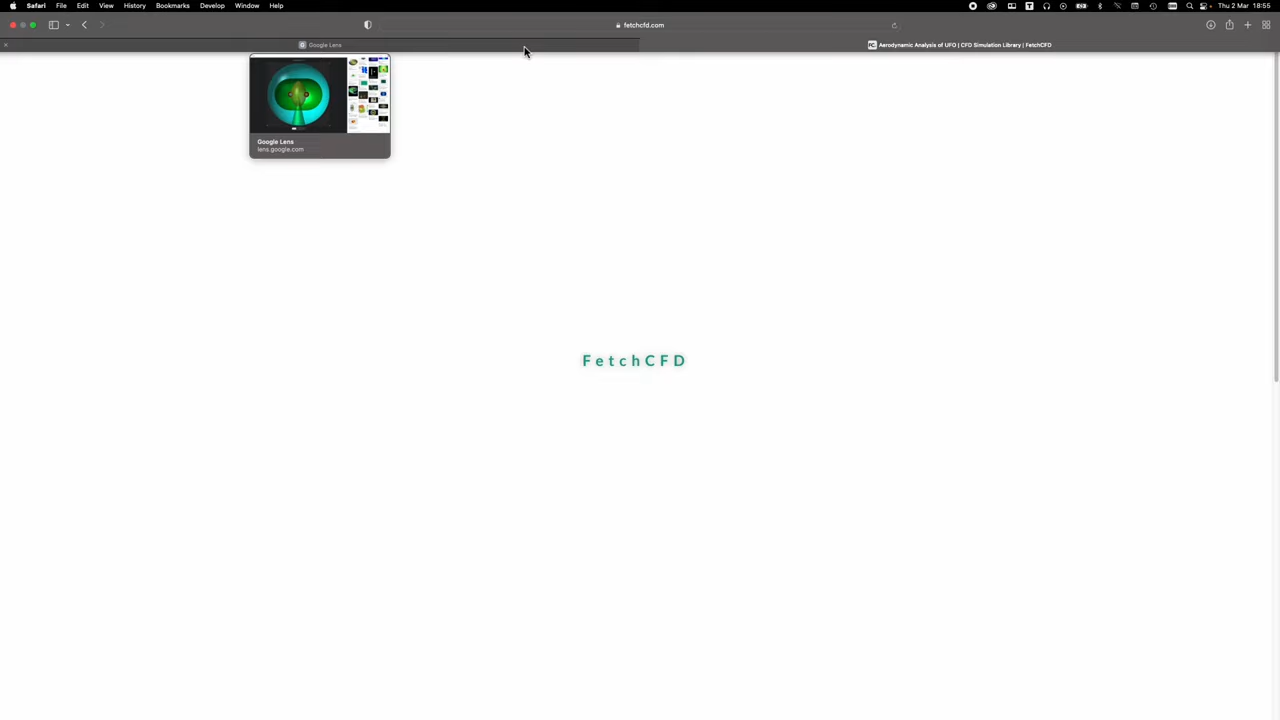 Safari File Edit View History Bookmarks Develop Window Help
Thu 2 Mar 18:55
fetchcfd.com
Google Lens
Aerodynamic Analysis of UFO | CFD Simulation Library | FetchCFD
Google Lens
lens.google.com
FetchCFD